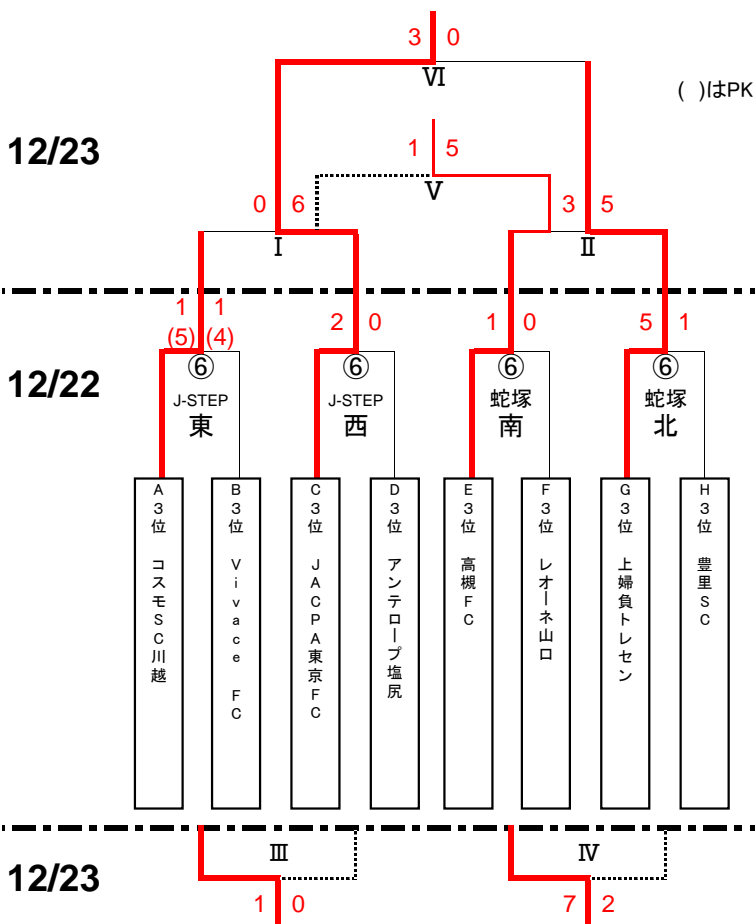 3 0
Ⅵ
( )はPK
12/23
1 5
Ⅴ
0 6
3 5
Ⅰ
Ⅱ
1 1
(5) (4)
2 0
1 0
5 1
12/22
⑥
J-STEP
東
⑥
J-STEP
西
⑥
蛇塚
南
⑥
蛇塚
北
A3位 コスモSC川越
B3位 Vivace FC
C3位 JACPA東京FC
D3位 アンテロープ塩尻
E3位 高槻FC
F3位 レオーネ山口
G3位 上婦負トレセン
H3位 豊里SC
12/23
Ⅲ
1 0
Ⅳ
7 2